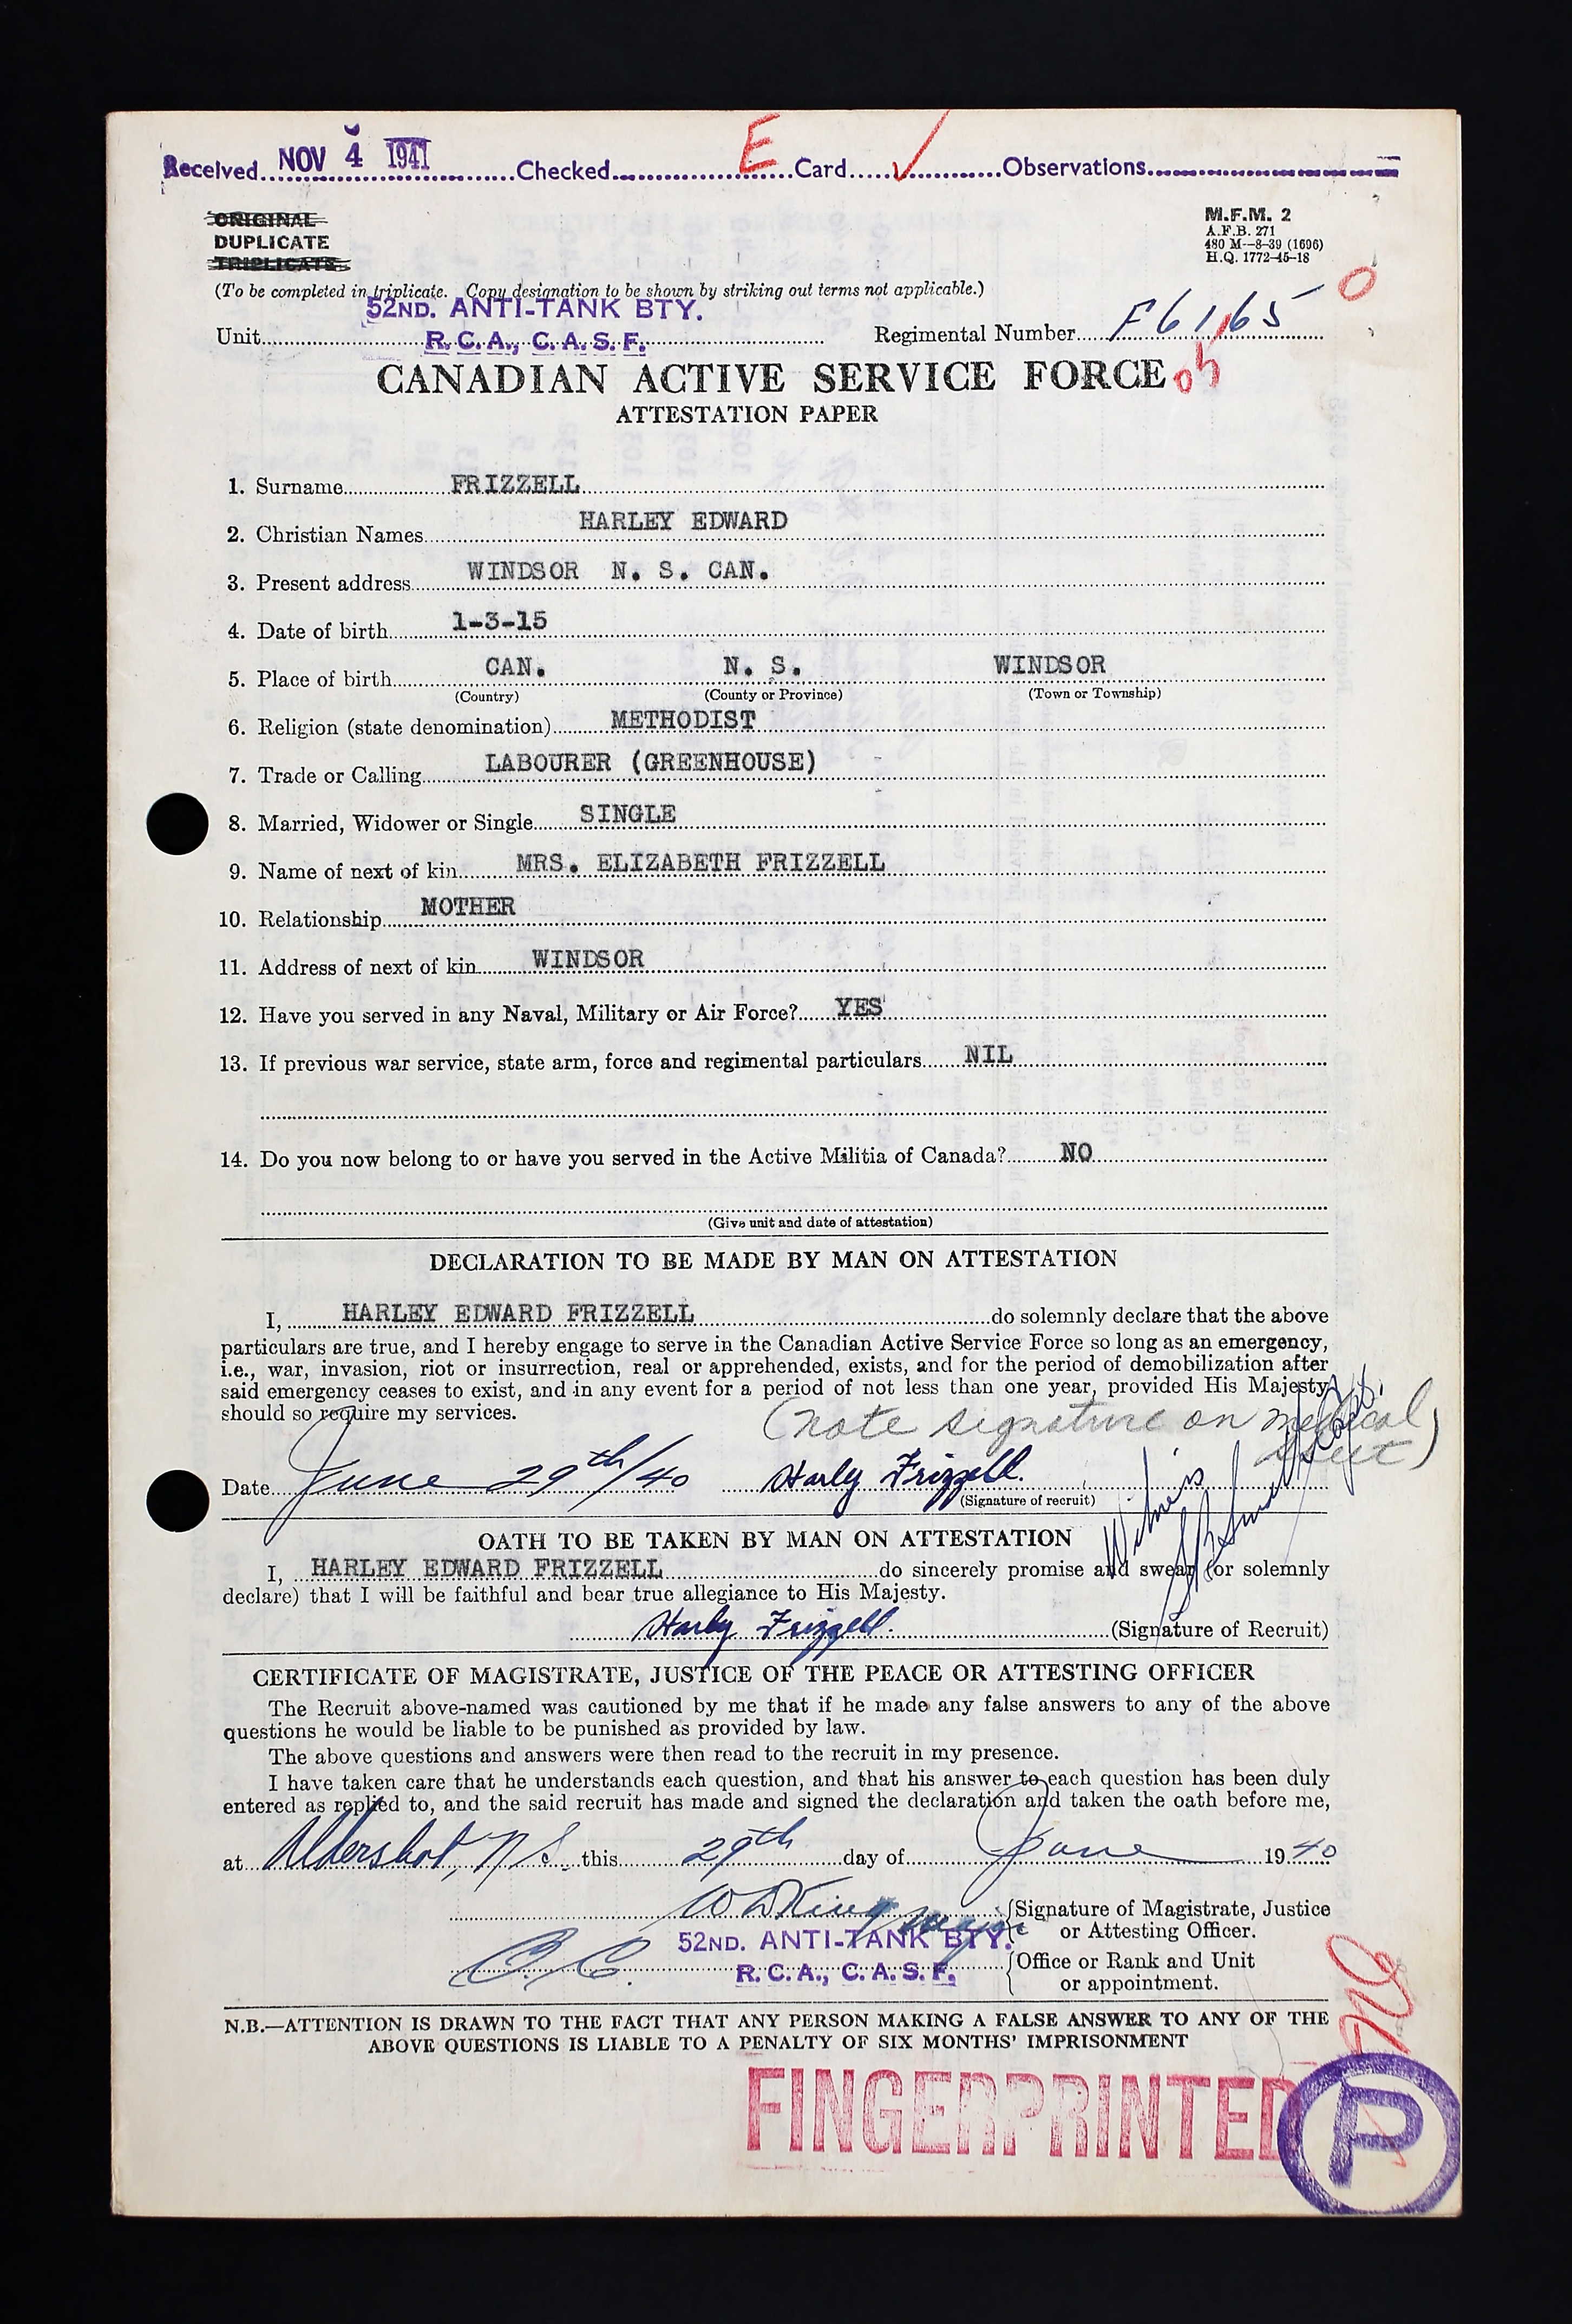 Received NOV 4 1941 Checked E Card Observations
ORIGINAL
DUPLICATE
TRIPLICATE
M.F.M. 2
A.F.B. 271
480 M—8-39 (1696)
H.Q. 1772-45-18
(To be completed in triplicate. Copy designation to be shown by striking out terms not applicable.)
52ND. ANTI-TANK BTY.
Unit R.C.A., C.A.S.F. Regimental Number F61,65
CANADIAN ACTIVE SERVICE FORCE
ATTESTATION PAPER
1. Surname FRIZZELL
2. Christian Names HARLEY EDWARD
3. Present address WINDSOR N. S. CAN.
4. Date of birth 1-3-15
5. Place of birth CAN. N. S. WINDSOR
(Country) (County or Province) (Town or Township)
6. Religion (state denomination) METHODIST
7. Trade or Calling LABOURER (GREENHOUSE)
8. Married, Widower or Single SINGLE
9. Name of next of kin MRS. ELIZABETH FRIZZELL
10. Relationship MOTHER
11. Address of next of kin WINDSOR
12. Have you served in any Naval, Military or Air Force? YES
13. If previous war service, state arm, force and regimental particulars NIL
14. Do you now belong to or have you served in the Active Militia of Canada? NO
(Give unit and date of attestation)
DECLARATION TO BE MADE BY MAN ON ATTESTATION
I, HARLEY EDWARD FRIZZELL do solemnly declare that the above
particulars are true, and I hereby engage to serve in the Canadian Active Service Force so long as an emergency,
i.e., war, invasion, riot or insurrection, real or apprehended, exists, and for the period of demobilization after
said emergency ceases to exist, and in any event for a period of not less than one year, provided His Majesty
should so require my services.
(note signature on medical
sheet)
Date June 29th/40 Harly Frizzell.
(Signature of recruit)
Witness
OATH TO BE TAKEN BY MAN ON ATTESTATION
I, HARLEY EDWARD FRIZZELL do sincerely promise and swear (or solemnly
declare) that I will be faithful and bear true allegiance to His Majesty.
Harly Frizzell. (Signature of Recruit)
CERTIFICATE OF MAGISTRATE, JUSTICE OF THE PEACE OR ATTESTING OFFICER
The Recruit above-named was cautioned by me that if he made any false answers to any of the above
questions he would be liable to be punished as provided by law.
The above questions and answers were then read to the recruit in my presence.
I have taken care that he understands each question, and that his answer to each question has been duly
entered as replied to, and the said recruit has made and signed the declaration and taken the oath before me,
at Aldershot, N.S. this 29th day of June 1940
W D King Major {Signature of Magistrate, Justice
or Attesting Officer.
52ND. ANTI-TANK BTY.
O.C. R.C.A., C.A.S.F. {Office or Rank and Unit
or appointment.
N.B.—ATTENTION IS DRAWN TO THE FACT THAT ANY PERSON MAKING A FALSE ANSWER TO ANY OF THE
ABOVE QUESTIONS IS LIABLE TO A PENALTY OF SIX MONTHS' IMPRISONMENT
FINGERPRINTED
P